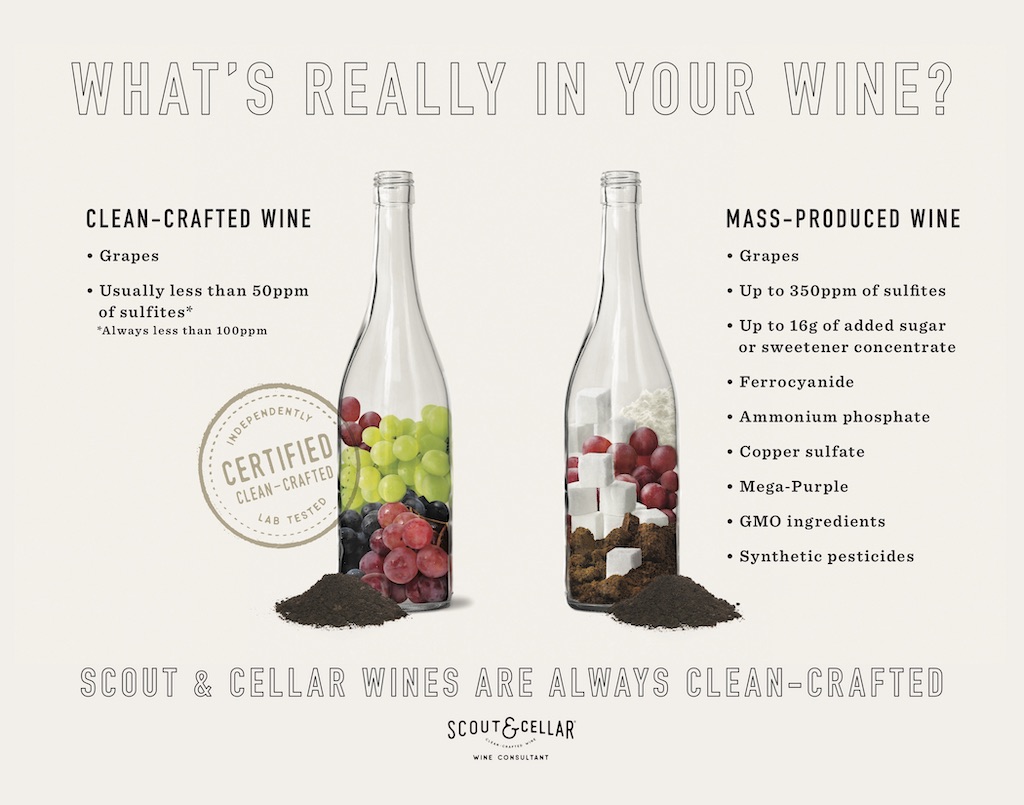 WHAT'S REALLY IN YOUR WINE?
CLEAN-CRAFTED WINE
• Grapes
• Usually less than 50ppm
of sulfites*
*Always less than 100ppm
INDEPENDENTLY
CERTIFIED
CLEAN-CRAFTED
LAB TESTED
MASS-PRODUCED WINE
• Grapes
• Up to 350ppm of sulfites
• Up to 16g of added sugar
or sweetener concentrate
• Ferrocyanide
• Ammonium phosphate
• Copper sulfate
• Mega-Purple
• GMO ingredients
• Synthetic pesticides
SCOUT & CELLAR WINES ARE ALWAYS CLEAN-CRAFTED
SCOUT & CELLAR
CLEAN-CRAFTED WINE
WINE CONSULTANT